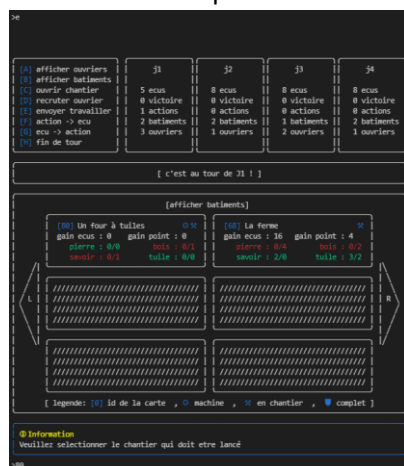 >e
[A] afficher ouvriers j1 j2 j3 j4
[B] afficher batiments
[C] ouvrir chantier 5 ecus 8 ecus 8 ecus 8 ecus
[D] recruter ouvrier 0 victoire 0 victoire 0 victoire 0 victoire
[E] envoyer travailler 1 actions 0 actions 0 actions 0 actions
[F] action -> ecu 2 batiments 2 batiments 1 batiments 2 batiments
[G] ecu -> action 3 ouvriers 1 ouvriers 2 ouvriers 1 ouvriers
[H] fin de tour
[ c'est au tour de J1 ! ]
[afficher batiments]
[80] Un four à tuiles [68] La ferme
gain ecus : 0 gain point : 0 gain ecus : 16 gain point : 4
pierre : 0/0 bois : 0/1 pierre : 0/4 bois : 0/2
savoir : 0/1 tuile : 0/0 savoir : 2/0 tuile : 3/2
L R
[ legende: [0] id de la carte , machine , en chantier , complet ]
Information
Veuillez selectionner le chantier qui doit etre lancé